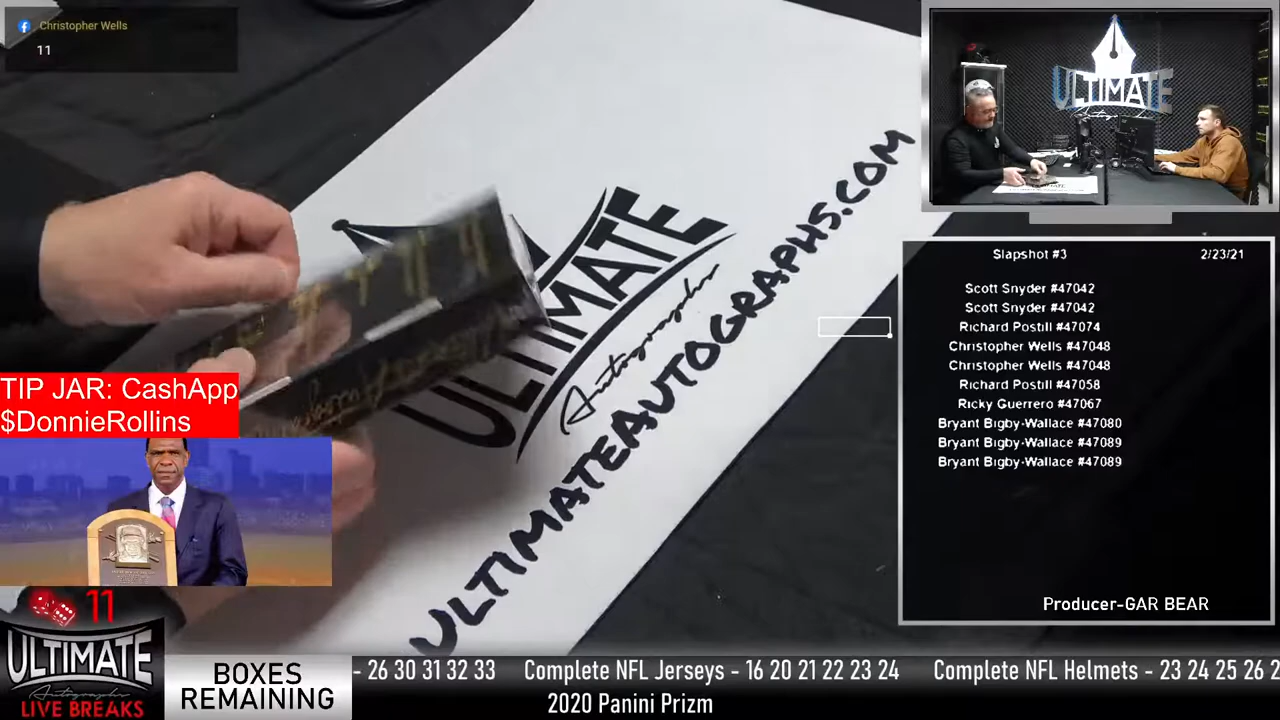 Christopher Wells
11
ULTIMATE
Slapshot #3 2/23/21
Scott Snyder #47042
Scott Snyder #47042
Richard Postill #47074
Christopher Wells #47048
Christopher Wells #47048
Richard Postill #47058
Ricky Guerrero #47067
Bryant Bigby-Wallace #47080
Bryant Bigby-Wallace #47089
Bryant Bigby-Wallace #47089
Producer-GAR BEAR
ULTIMATE
Autographs
ULTIMATEAUTOGRAPHS.COM
TIP JAR: CashApp
$DonnieRollins
11
ULTIMATE
Autographs
LIVE BREAKS
BOXES
REMAINING
- 26 30 31 32 33 Complete NFL Jerseys - 16 20 21 22 23 24 Complete NFL Helmets - 23 24 25 26 2
2020 Panini Prizm